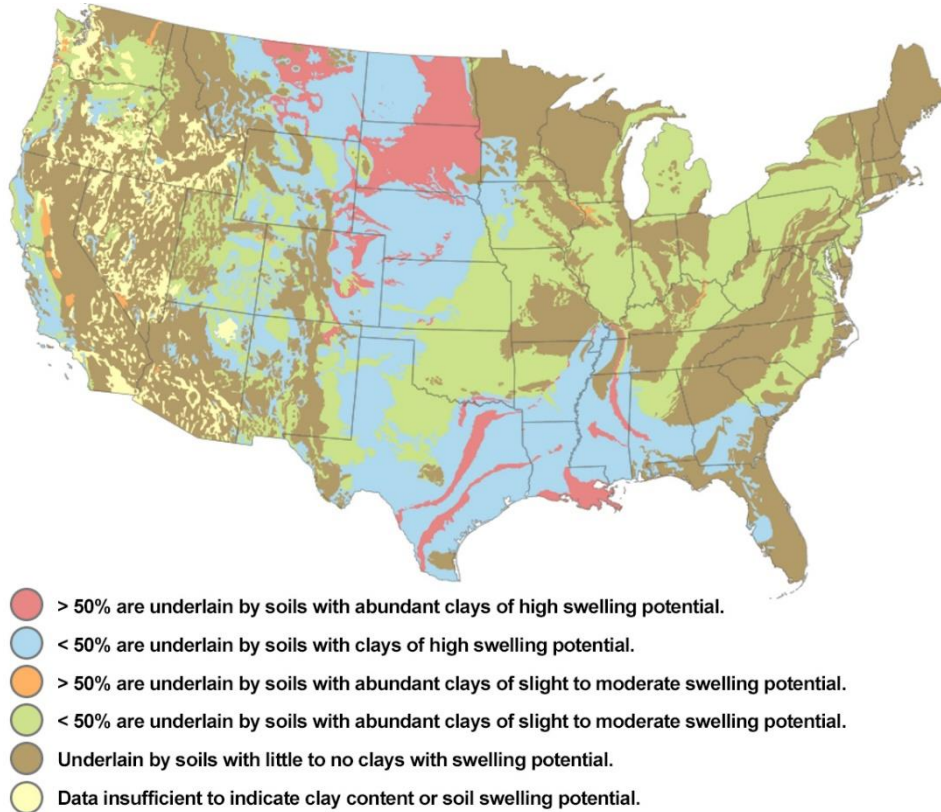 > 50% are underlain by soils with abundant clays of high swelling potential.
< 50% are underlain by soils with clays of high swelling potential.
> 50% are underlain by soils with abundant clays of slight to moderate swelling potential.
< 50% are underlain by soils with abundant clays of slight to moderate swelling potential.
Underlain by soils with little to no clays with swelling potential.
Data insufficient to indicate clay content or soil swelling potential.